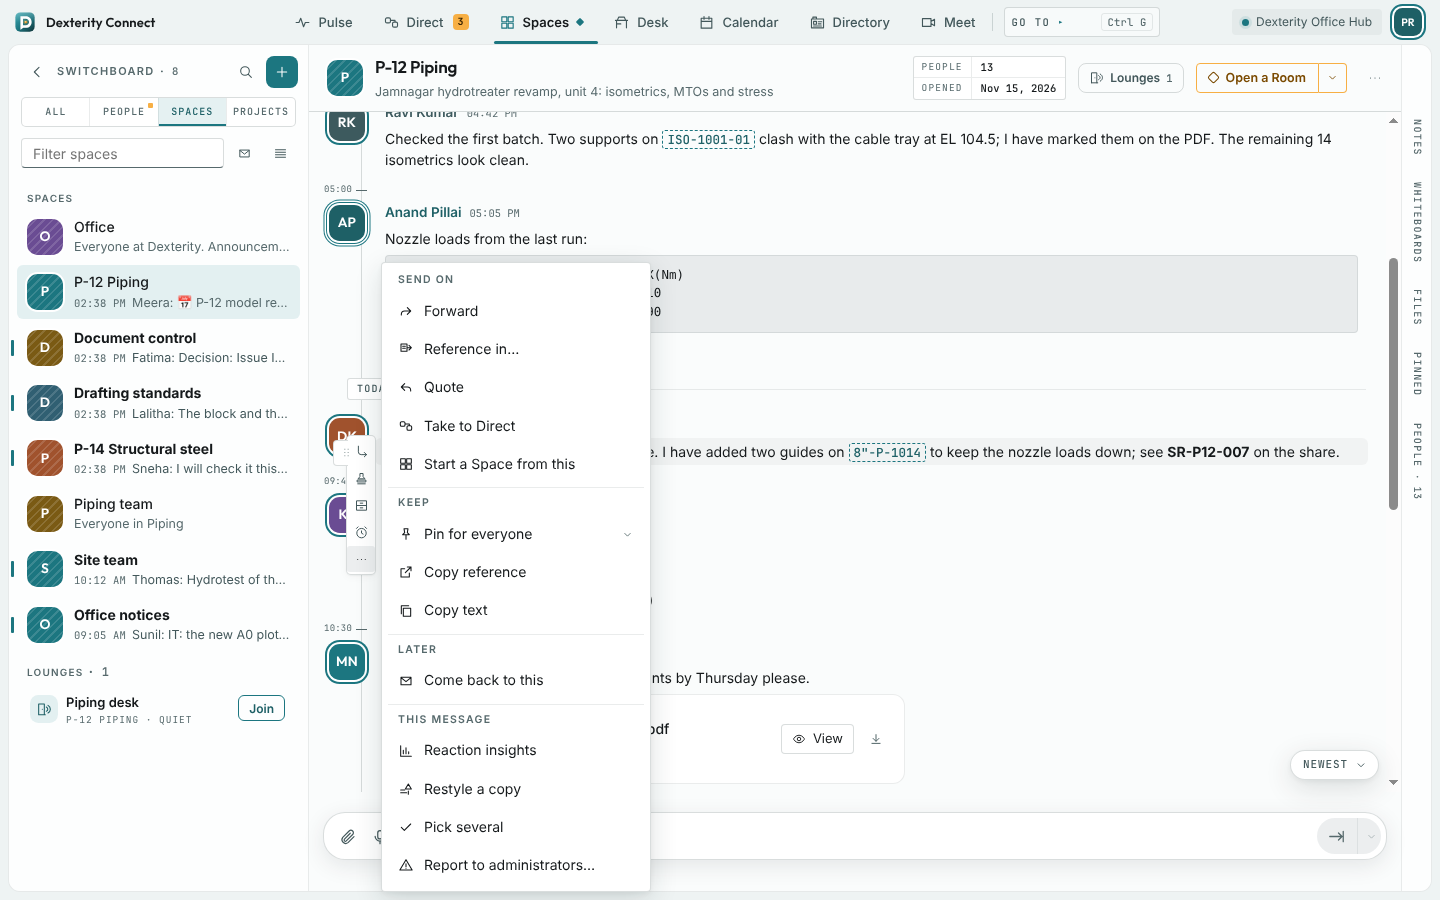 Dexterity Connect
Pulse
Direct 3
Spaces
Desk
Calendar
Directory
Meet
GO TO
Ctrl G
Dexterity Office Hub
PR
SWITCHBOARD · 8
ALL
PEOPLE
SPACES
PROJECTS
Filter spaces
SPACES
O
Office
Everyone at Dexterity. Announcem...
P
P-12 Piping
02:38 PM Meera: 📅 P-12 model re...
D
Document control
02:38 PM Fatima: Decision: Issue I...
D
Drafting standards
02:38 PM Lalitha: The block and th...
P
P-14 Structural steel
02:38 PM Sneha: I will check it this...
P
Piping team
Everyone in Piping
S
Site team
10:12 AM Thomas: Hydrotest of th...
O
Office notices
09:05 AM Sunil: IT: the new A0 plot...
LOUNGES · 1
Piping desk
P-12 PIPING · QUIET
Join
P
P-12 Piping
Jamnagar hydrotreater revamp, unit 4: isometrics, MTOs and stress
PEOPLE 13
OPENED Nov 15, 2026
Lounges 1
Open a Room
RK
Ravi Kumar 04:42 PM
Checked the first batch. Two supports on ISO-1001-01 clash with the cable tray at EL 104.5; I have marked them on the PDF. The remaining 14
isometrics look clean.
05:00
AP
Anand Pillai 05:05 PM
Nozzle loads from the last run:
(Nm)
SEND ON
Forward
Reference in...
Quote
Take to Direct
Start a Space from this
KEEP
Pin for everyone
Copy reference
Copy text
LATER
Come back to this
THIS MESSAGE
Reaction insights
Restyle a copy
Pick several
Report to administrators...
TODA
e. I have added two guides on 8"-P-1014 to keep the nozzle loads down; see SR-P12-007 on the share.
09:4
K
10:30
MN
nts by Thursday please.
pdf
View
NEWEST
NOTES
WHITEBOARDS
FILES
PINNED
PEOPLE · 13